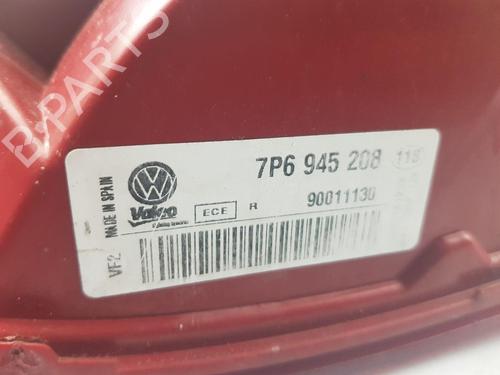 B-PARTS
7P6 945 208 118
90011130
Valeo
ECE R
MADE IN SPAIN
VF2